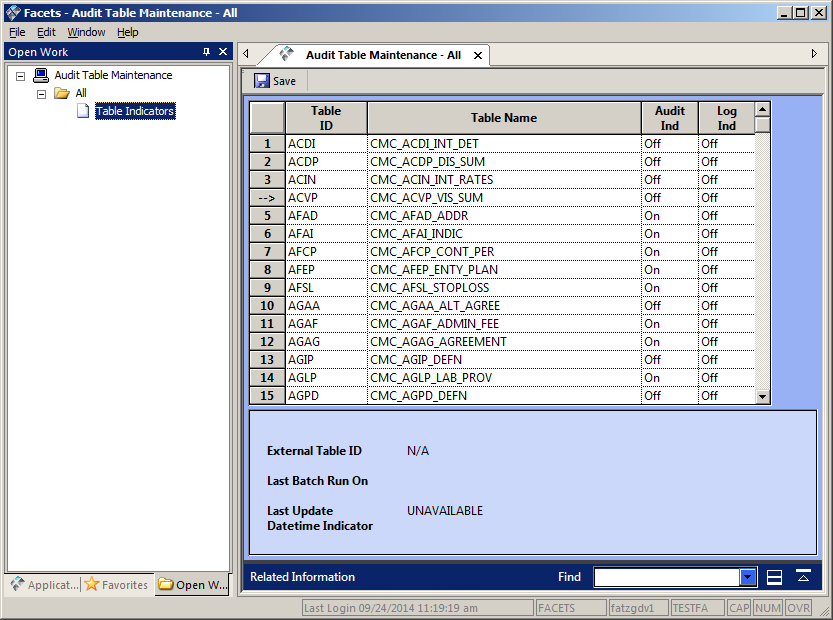 Facets - Audit Table Maintenance - All
File Edit Window Help
Open Work
Audit Table Maintenance
All
Table Indicators
Audit Table Maintenance - All
Save
Table ID Table Name Audit Ind Log Ind
1 ACDI CMC_ACDI_INT_DET Off Off
2 ACDP CMC_ACDP_DIS_SUM Off Off
3 ACIN CMC_ACIN_INT_RATES Off Off
--> ACVP CMC_ACVP_VIS_SUM Off Off
5 AFAD CMC_AFAD_ADDR On Off
6 AFAI CMC_AFAI_INDIC On Off
7 AFCP CMC_AFCP_CONT_PER On Off
8 AFEP CMC_AFEP_ENTY_PLAN On Off
9 AFSL CMC_AFSL_STOPLOSS On Off
10 AGAA CMC_AGAA_ALT_AGREE Off Off
11 AGAF CMC_AGAF_ADMIN_FEE On Off
12 AGAG CMC_AGAG_AGREEMENT On Off
13 AGIP CMC_AGIP_DEFN Off Off
14 AGLP CMC_AGLP_LAB_PROV On Off
15 AGPD CMC_AGPD_DEFN Off Off
External Table ID N/A
Last Batch Run On
Last Update UNAVAILABLE
Datetime Indicator
Applicat... Favorites Open W...
Related Information Find
Last Login 09/24/2014 11:19:19 am FACETS fatzgdv1 TESTFA CAP NUM OVR